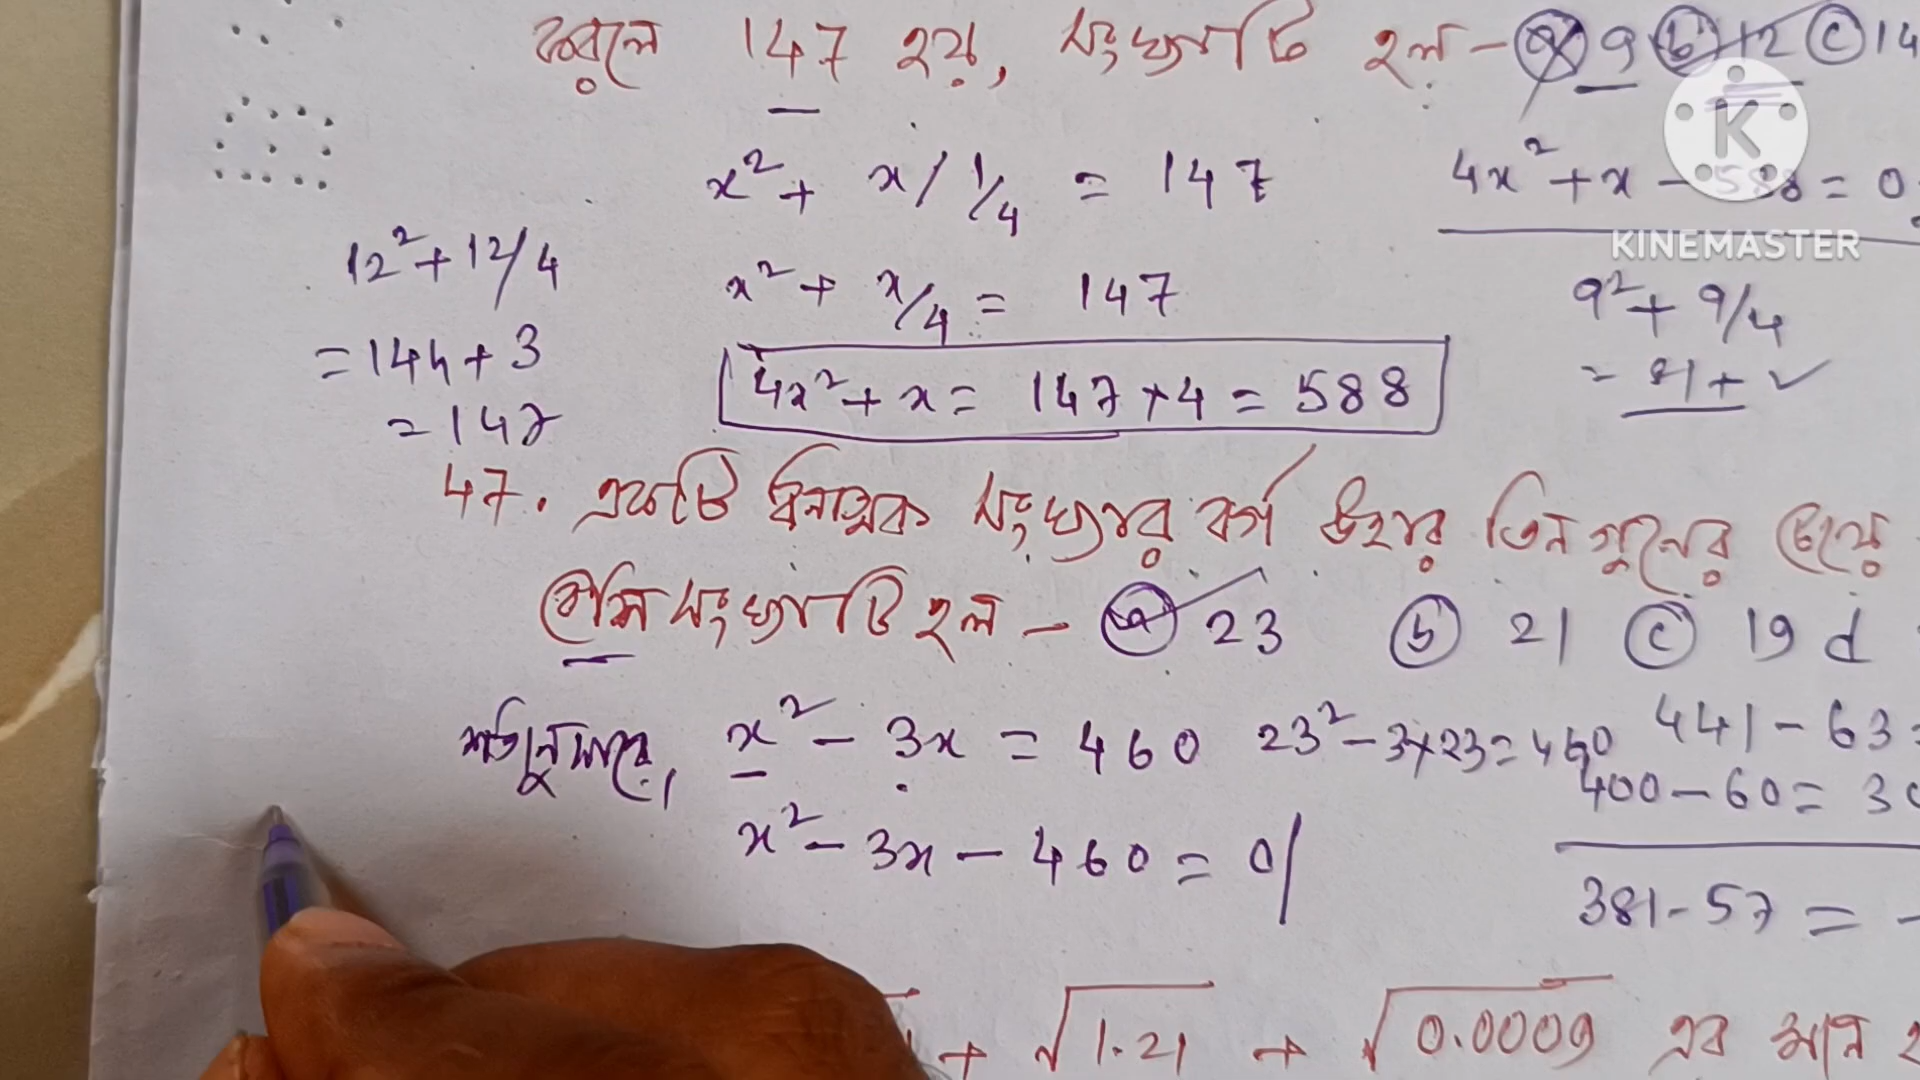 করলে 147 হয়, সংখ্যাটি হল - (a) 9 (b) 12 (c) 14
x² + x / 1/4 = 147
4x² + x - 588 = 0
KINEMASTER
12² + 12/4
x² + x/4 = 147
9² + 9/4
= 144 + 3
4x² + x = 147 × 4 = 588
= 81 + ✓
= 147
47. একটি ধনাত্মক সংখ্যার বর্গ উহার তিন গুনের চেয়ে
বেশি সংখ্যাটি হল - (a) 23 (b) 21 (c) 19 d
শর্তানুসারে, x² - 3x = 460 23² - 3×23 = 460 441 - 63 =
400 - 60 = 3
x² - 3x - 460 = 0
381 - 57 =
+ √1.21 + √0.0009 এর মান